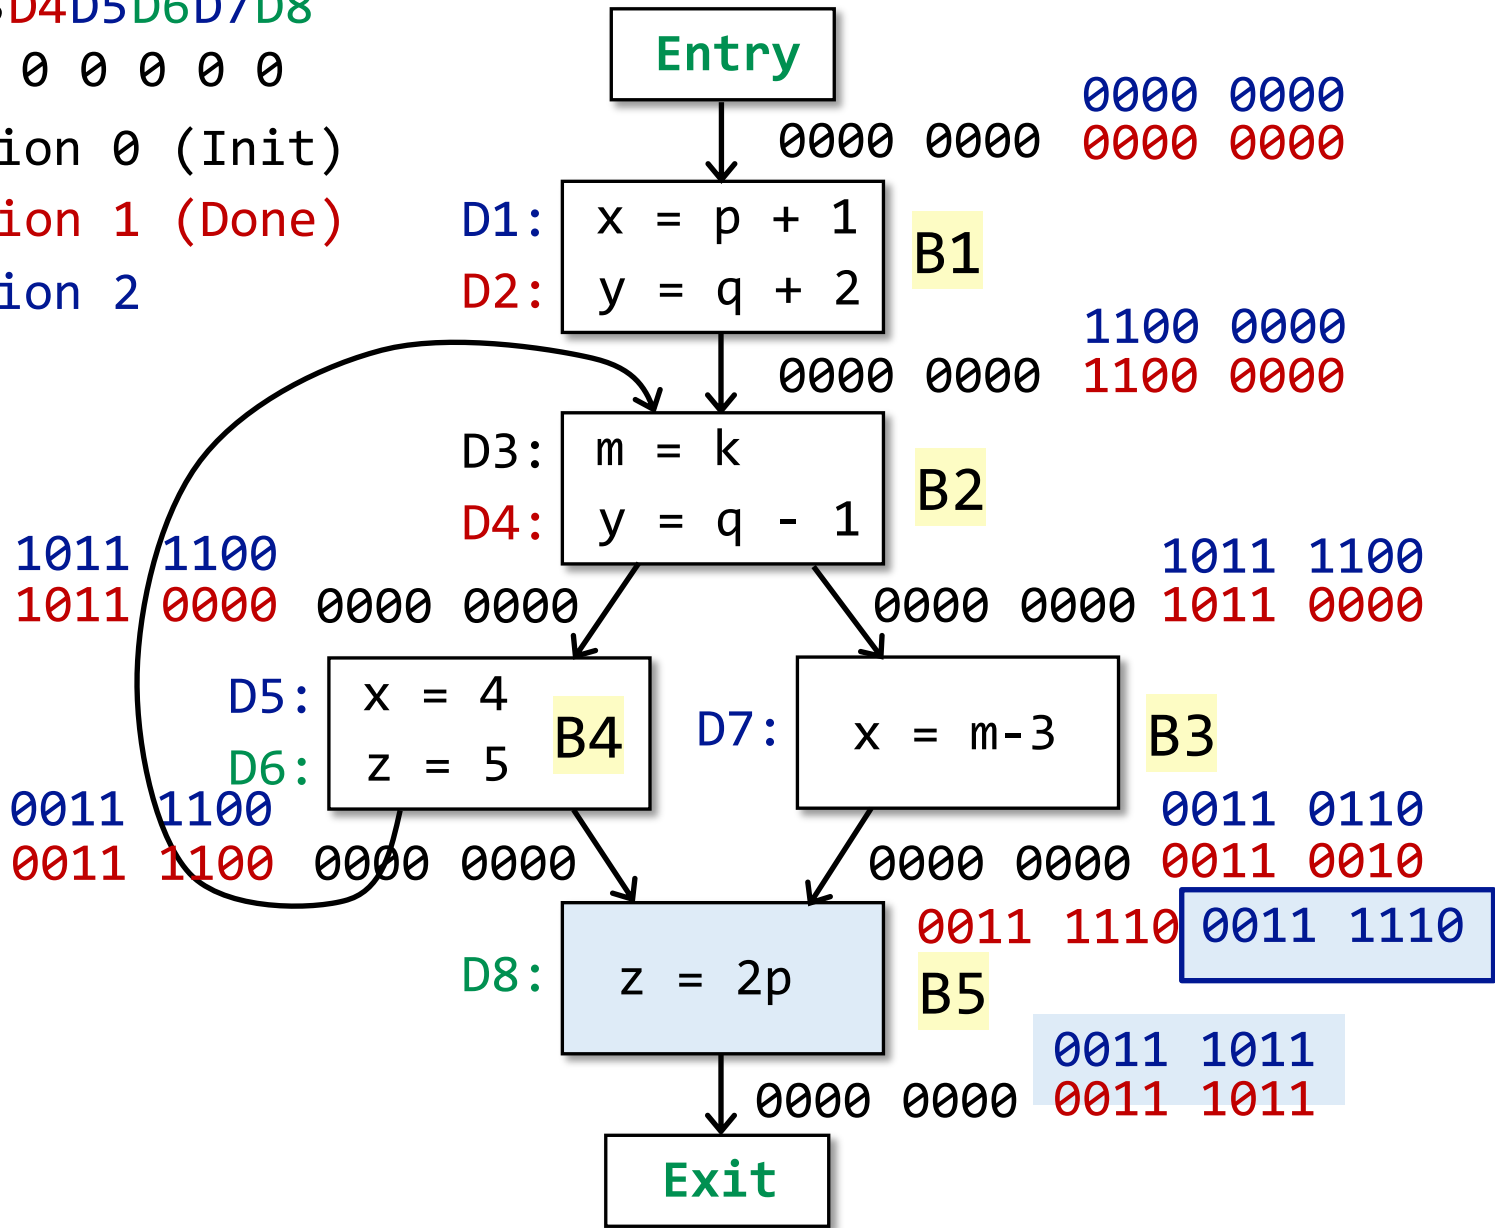 D4D5D6D7D8
0 0 0 0 0
Entry
0000 0000
0000 0000 0000 0000
ion 0 (Init)
ion 1 (Done)
ion 2
D1: x = p + 1
B1
D2: y = q + 2
1100 0000
0000 0000 1100 0000
D3: m = k
B2
D4: y = q - 1
1011 1100
1011 1100
1011 0000 0000 0000
0000 0000 1011 0000
D5: x = 4
B4
D6: z = 5
D7: x = m-3
B3
0011 1100
0011 0110
0011 1100 0000 0000
0000 0000 0011 0010
0011 1110 0011 1110
D8: z = 2p
B5
0011 1011
0000 0000 0011 1011
Exit